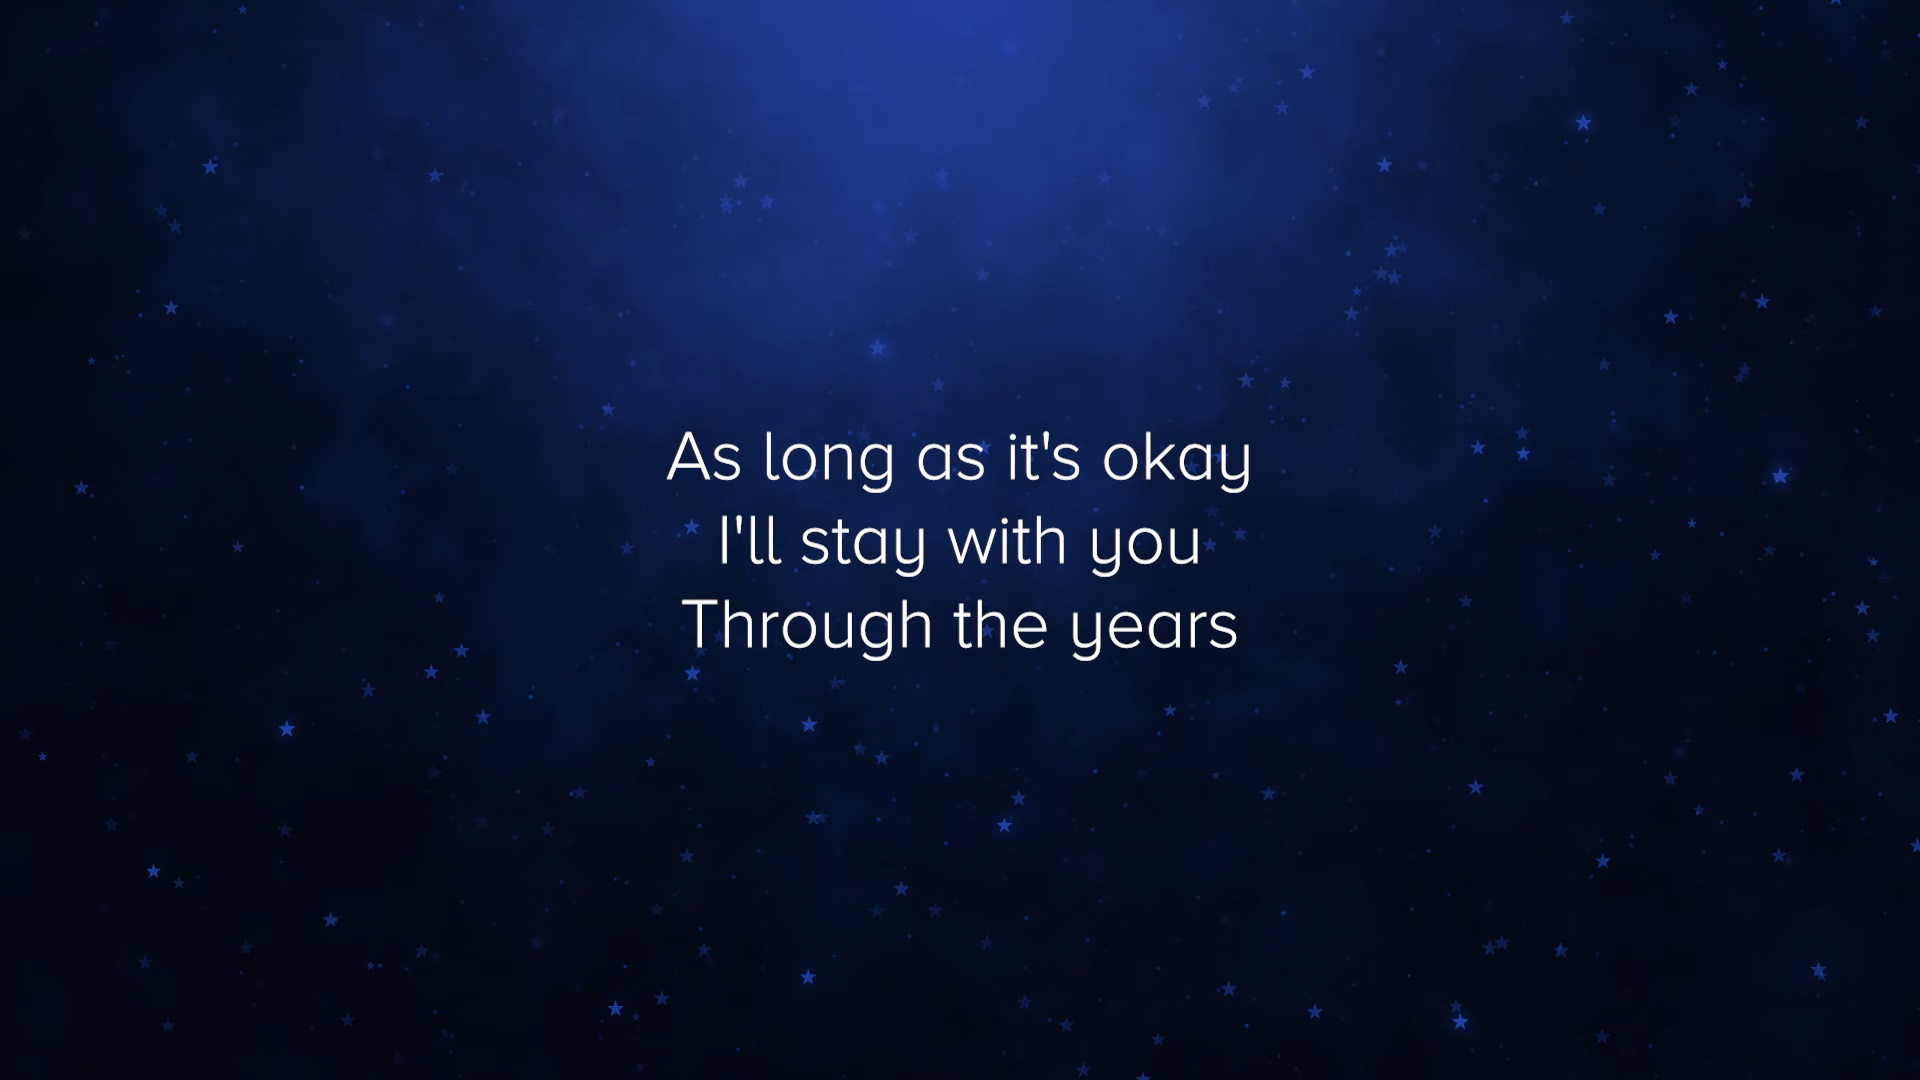 As long as it's okay
I'll stay with you
Through the years